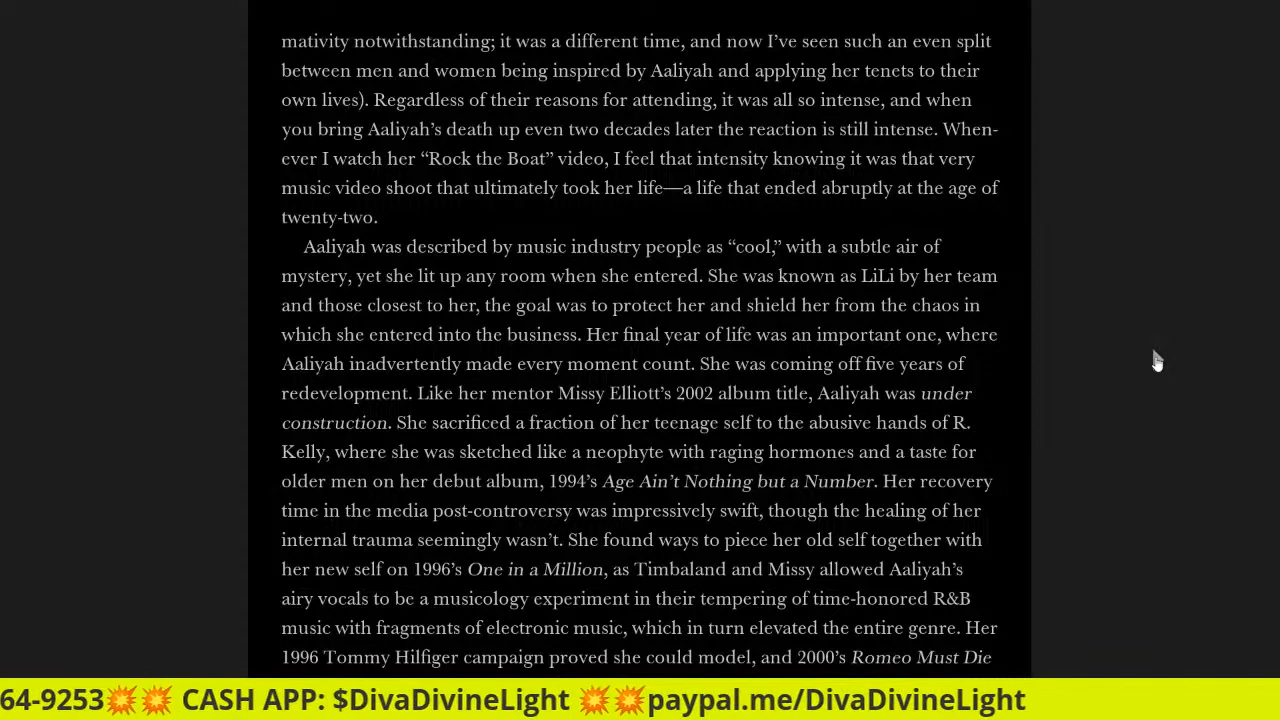 mativity notwithstanding; it was a different time, and now I’ve seen such an even split
between men and women being inspired by Aaliyah and applying her tenets to their
own lives). Regardless of their reasons for attending, it was all so intense, and when
you bring Aaliyah’s death up even two decades later the reaction is still intense. When-
ever I watch her “Rock the Boat” video, I feel that intensity knowing it was that very
music video shoot that ultimately took her life—a life that ended abruptly at the age of
twenty-two.
Aaliyah was described by music industry people as “cool,” with a subtle air of
mystery, yet she lit up any room when she entered. She was known as LiLi by her team
and those closest to her, the goal was to protect her and shield her from the chaos in
which she entered into the business. Her final year of life was an important one, where
Aaliyah inadvertently made every moment count. She was coming off five years of
redevelopment. Like her mentor Missy Elliott’s 2002 album title, Aaliyah was under
construction. She sacrificed a fraction of her teenage self to the abusive hands of R.
Kelly, where she was sketched like a neophyte with raging hormones and a taste for
older men on her debut album, 1994’s Age Ain’t Nothing but a Number. Her recovery
time in the media post-controversy was impressively swift, though the healing of her
internal trauma seemingly wasn’t. She found ways to piece her old self together with
her new self on 1996’s One in a Million, as Timbaland and Missy allowed Aaliyah’s
airy vocals to be a musicology experiment in their tempering of time-honored R&B
music with fragments of electronic music, which in turn elevated the entire genre. Her
1996 Tommy Hilfiger campaign proved she could model, and 2000’s Romeo Must Die
64-9253💥💥 CASH APP: $DivaDivineLight 💥💥paypal.me/DivaDivineLight